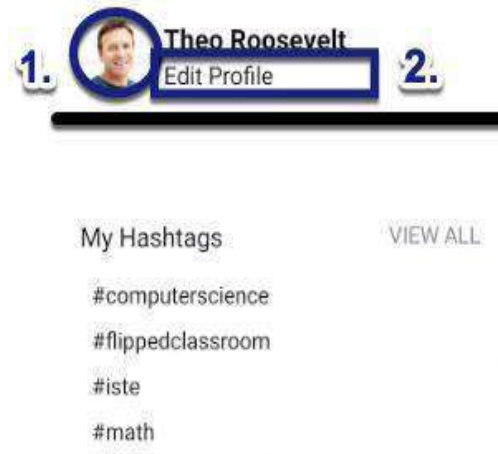 1.
Theo Roosevelt
Edit Profile
2.
My Hashtags VIEW ALL
#computerscience
#flippedclassroom
#iste
#math